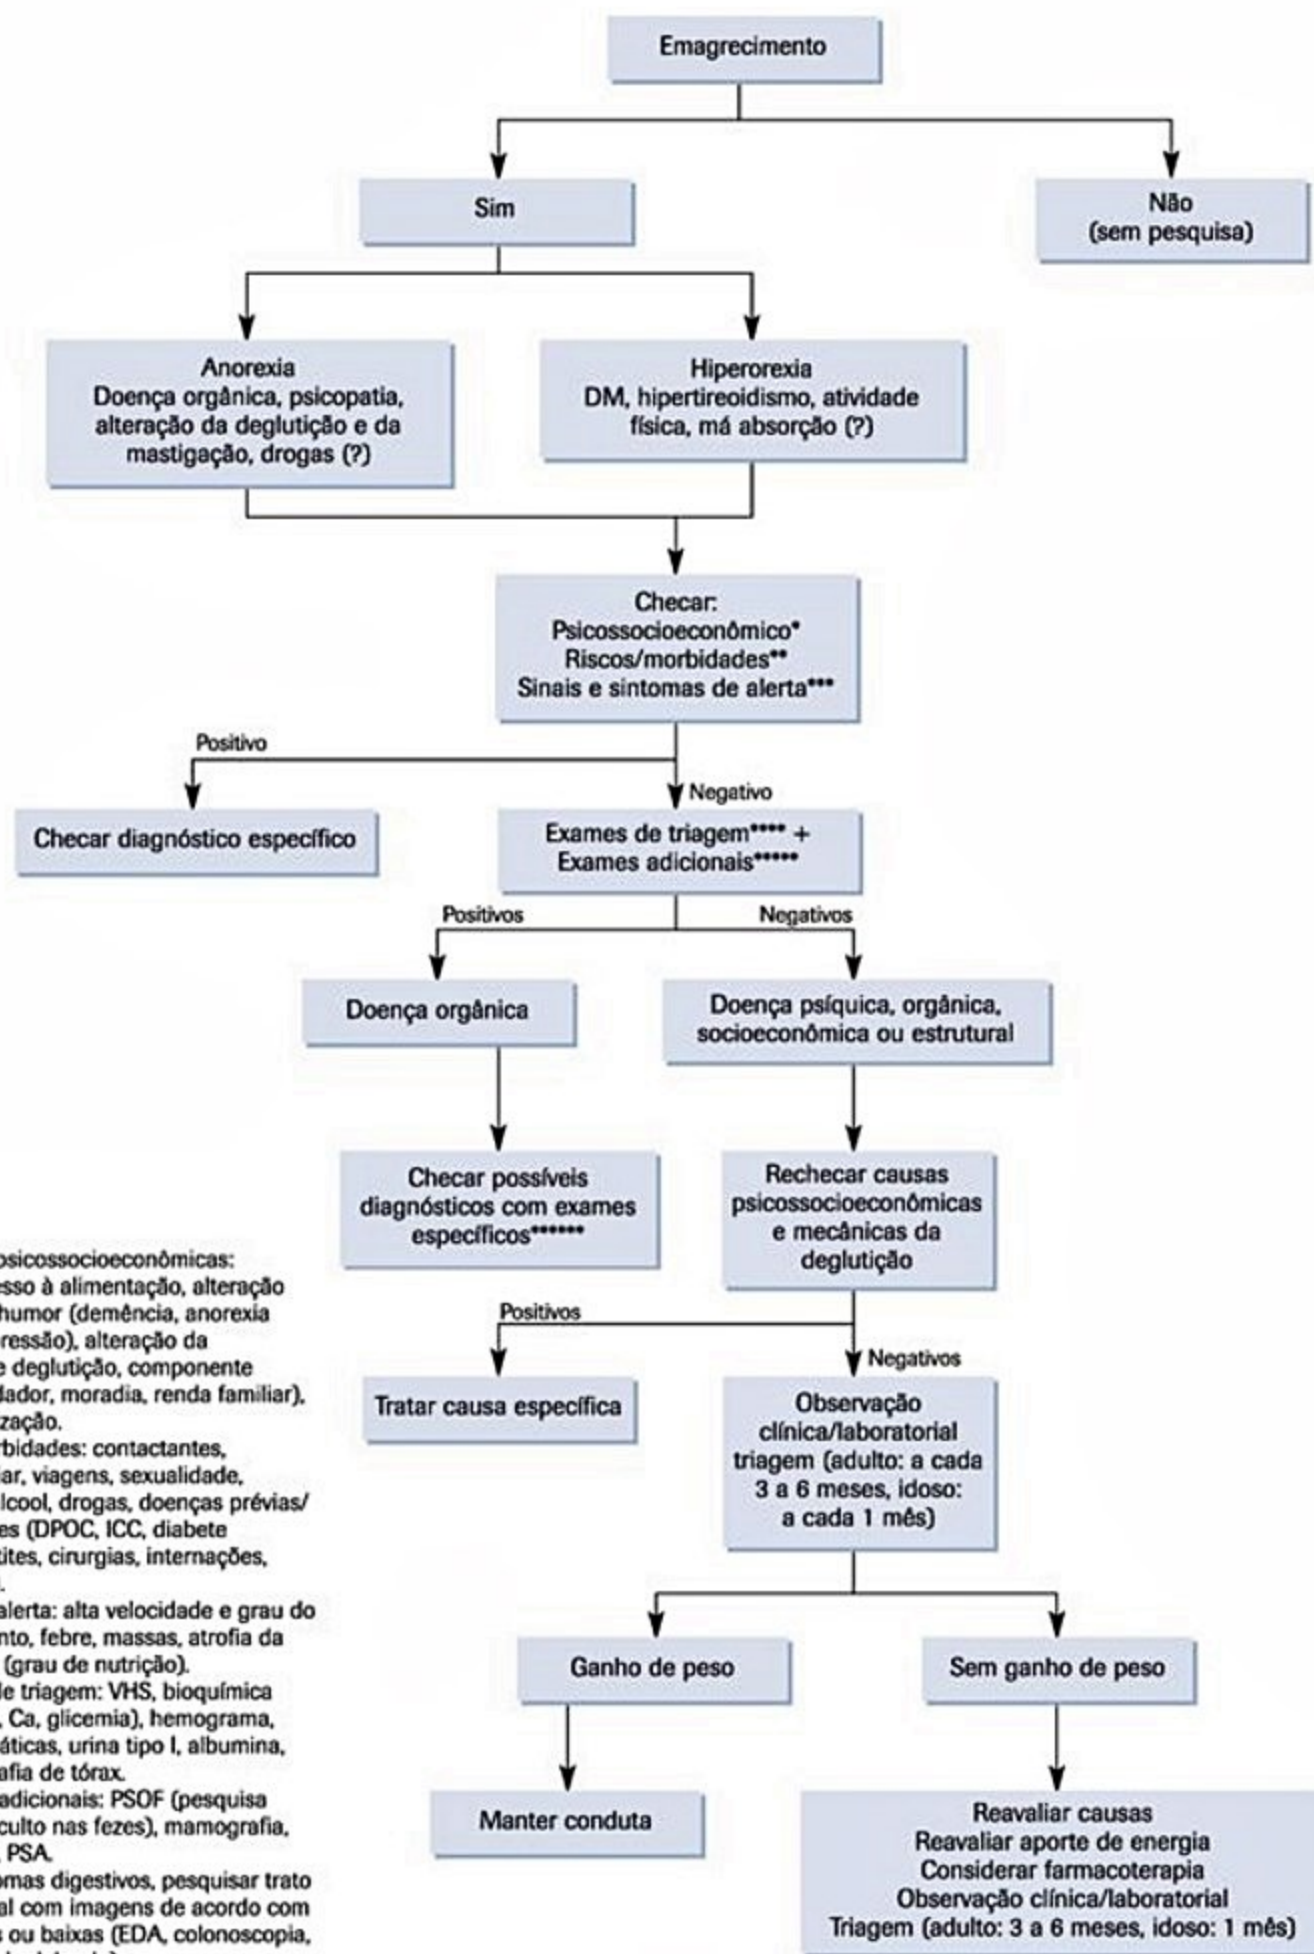 Emagrecimento
Sim
Não
(sem pesquisa)
Anorexia
Doença orgânica, psicopatia,
alteração da deglutição e da
mastigação, drogas (?)
Hiperorexia
DM, hipertireoidismo, atividade
física, má absorção (?)
Checar:
Psicossocioeconômico*
Riscos/morbidades**
Sinais e sintomas de alerta***
Positivo
Negativo
Checar diagnóstico específico
Exames de triagem**** +
Exames adicionais*****
Positivos
Negativos
Doença orgânica
Doença psíquica, orgânica,
socioeconômica ou estrutural
Checar possíveis
diagnósticos com exames
específicos******
Rechecar causas
psicossocioeconômicas
e mecânicas da
deglutição
Positivos
Negativos
Tratar causa específica
Observação
clínica/laboratorial
triagem (adulto: a cada
3 a 6 meses, idoso:
a cada 1 mês)
Ganho de peso
Sem ganho de peso
Manter conduta
Reavaliar causas
Reavaliar aporte de energia
Considerar farmacoterapia
Observação clínica/laboratorial
Triagem (adulto: 3 a 6 meses, idoso: 1 mês)
psicossocioeconômicas:
esso à alimentação, alteração
humor (demência, anorexia
ressão), alteração da
e deglutição, componente
dador, moradia, renda familiar),
zação.
rbidades: contactantes,
iar, viagens, sexualidade,
lcool, drogas, doenças prévias/
es (DPOC, ICC, diabete
tites, cirurgias, internações,
alerta: alta velocidade e grau do
nto, febre, massas, atrofia da
(grau de nutrição).
de triagem: VHS, bioquímica
, Ca, glicemia), hemograma,
áticas, urina tipo I, albumina,
afia de tórax.
adicionais: PSOF (pesquisa
culto nas fezes), mamografia,
, PSA.
omas digestivos, pesquisar trato
al com imagens de acordo com
s ou baixas (EDA, colonoscopia,